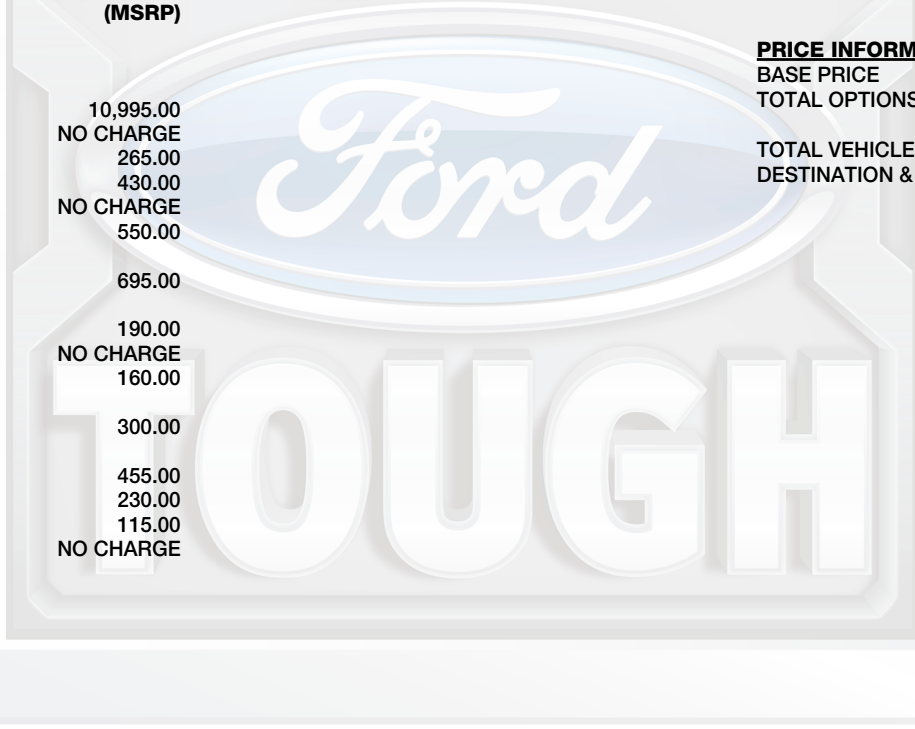 (MSRP)
10,995.00
NO CHARGE
265.00
430.00
NO CHARGE
550.00
695.00
190.00
NO CHARGE
160.00
300.00
455.00
230.00
115.00
NO CHARGE
PRICE INFORM
BASE PRICE
TOTAL OPTIONS
TOTAL VEHICLE
DESTINATION &
Ford
TOUGH